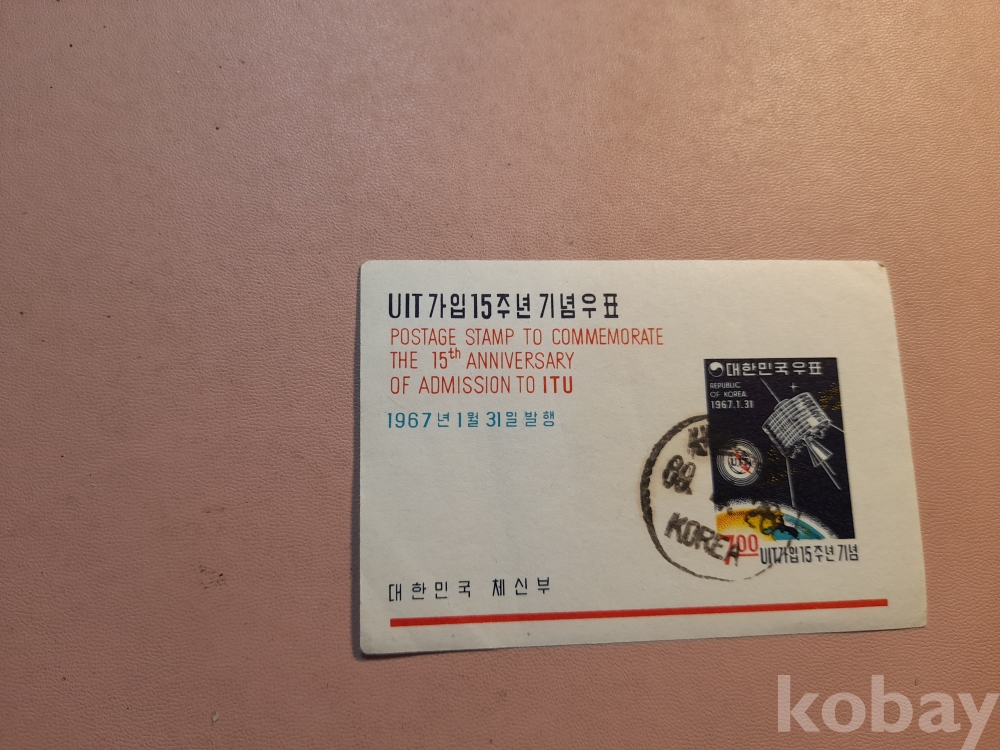 UIT 가입 15주년 기념우표
POSTAGE STAMP TO COMMEMORATE
THE 15th ANNIVERSARY
OF ADMISSION TO ITU
1967년 1월 31일 발행
대한민국우표
REPUBLIC
OF KOREA
1967.1.31
KOREA
7.00
UIT가입15주년기념
대한민국 체신부
kobay